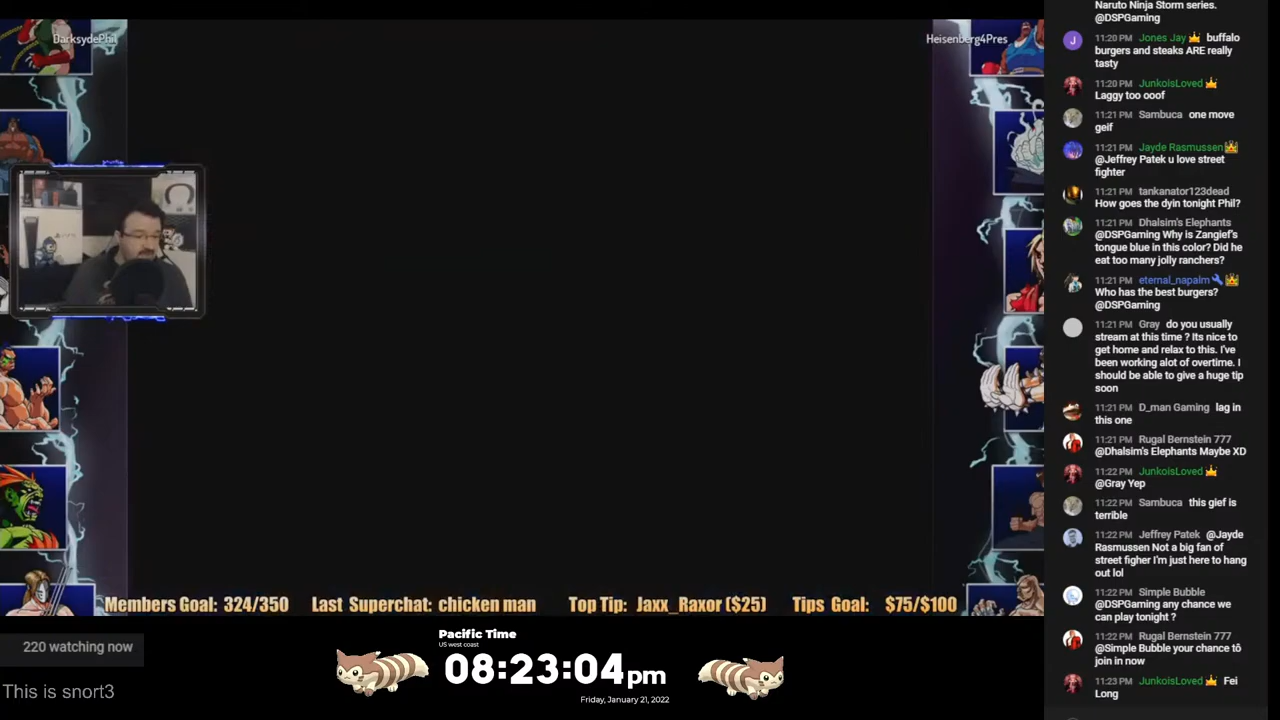 DarksydePhil
Heisenberg4Pres
Members Goal: 324/350
Last Superchat: chicken man
Top Tip: Jaxx_Raxor ($25)
Tips Goal: $75/$100
220 watching now
This is snort3
Pacific Time
US west coast
08:23:04pm
Friday, January 21, 2022
Naruto Ninja Storm series.
@DSPGaming
J
11:20 PM Jones Jay buffalo
burgers and steaks ARE really
tasty
11:20 PM JunkoIsLoved
Laggy too ooof
11:21 PM Sambuca one move
geif
11:21 PM Jayde Rasmussen
@Jeffrey Patek u love street
fighter
11:21 PM tankanator123dead
How goes the dyin tonight Phil?
11:21 PM Dhalsim's Elephants
@DSPGaming Why is Zangief's
tongue blue in this color? Did he
eat too many jolly ranchers?
11:21 PM eternal_napalm
Who has the best burgers?
@DSPGaming
11:21 PM Gray do you usually
stream at this time ? Its nice to
get home and relax to this. I've
been working alot of overtime. I
should be able to give a huge tip
soon
11:21 PM D_man Gaming lag in
this one
11:21 PM Rugal Bernstein 777
@Dhalsim's Elephants Maybe XD
11:22 PM JunkoIsLoved
@Gray Yep
11:22 PM Sambuca this gief is
terrible
11:22 PM Jeffrey Patek @Jayde
Rasmussen Not a big fan of
street figher I'm just here to hang
out lol
11:22 PM Simple Bubble
@DSPGaming any chance we
can play tonight ?
11:22 PM Rugal Bernstein 777
@Simple Bubble your chance tô
join in now
11:23 PM JunkoIsLoved Fei
Long